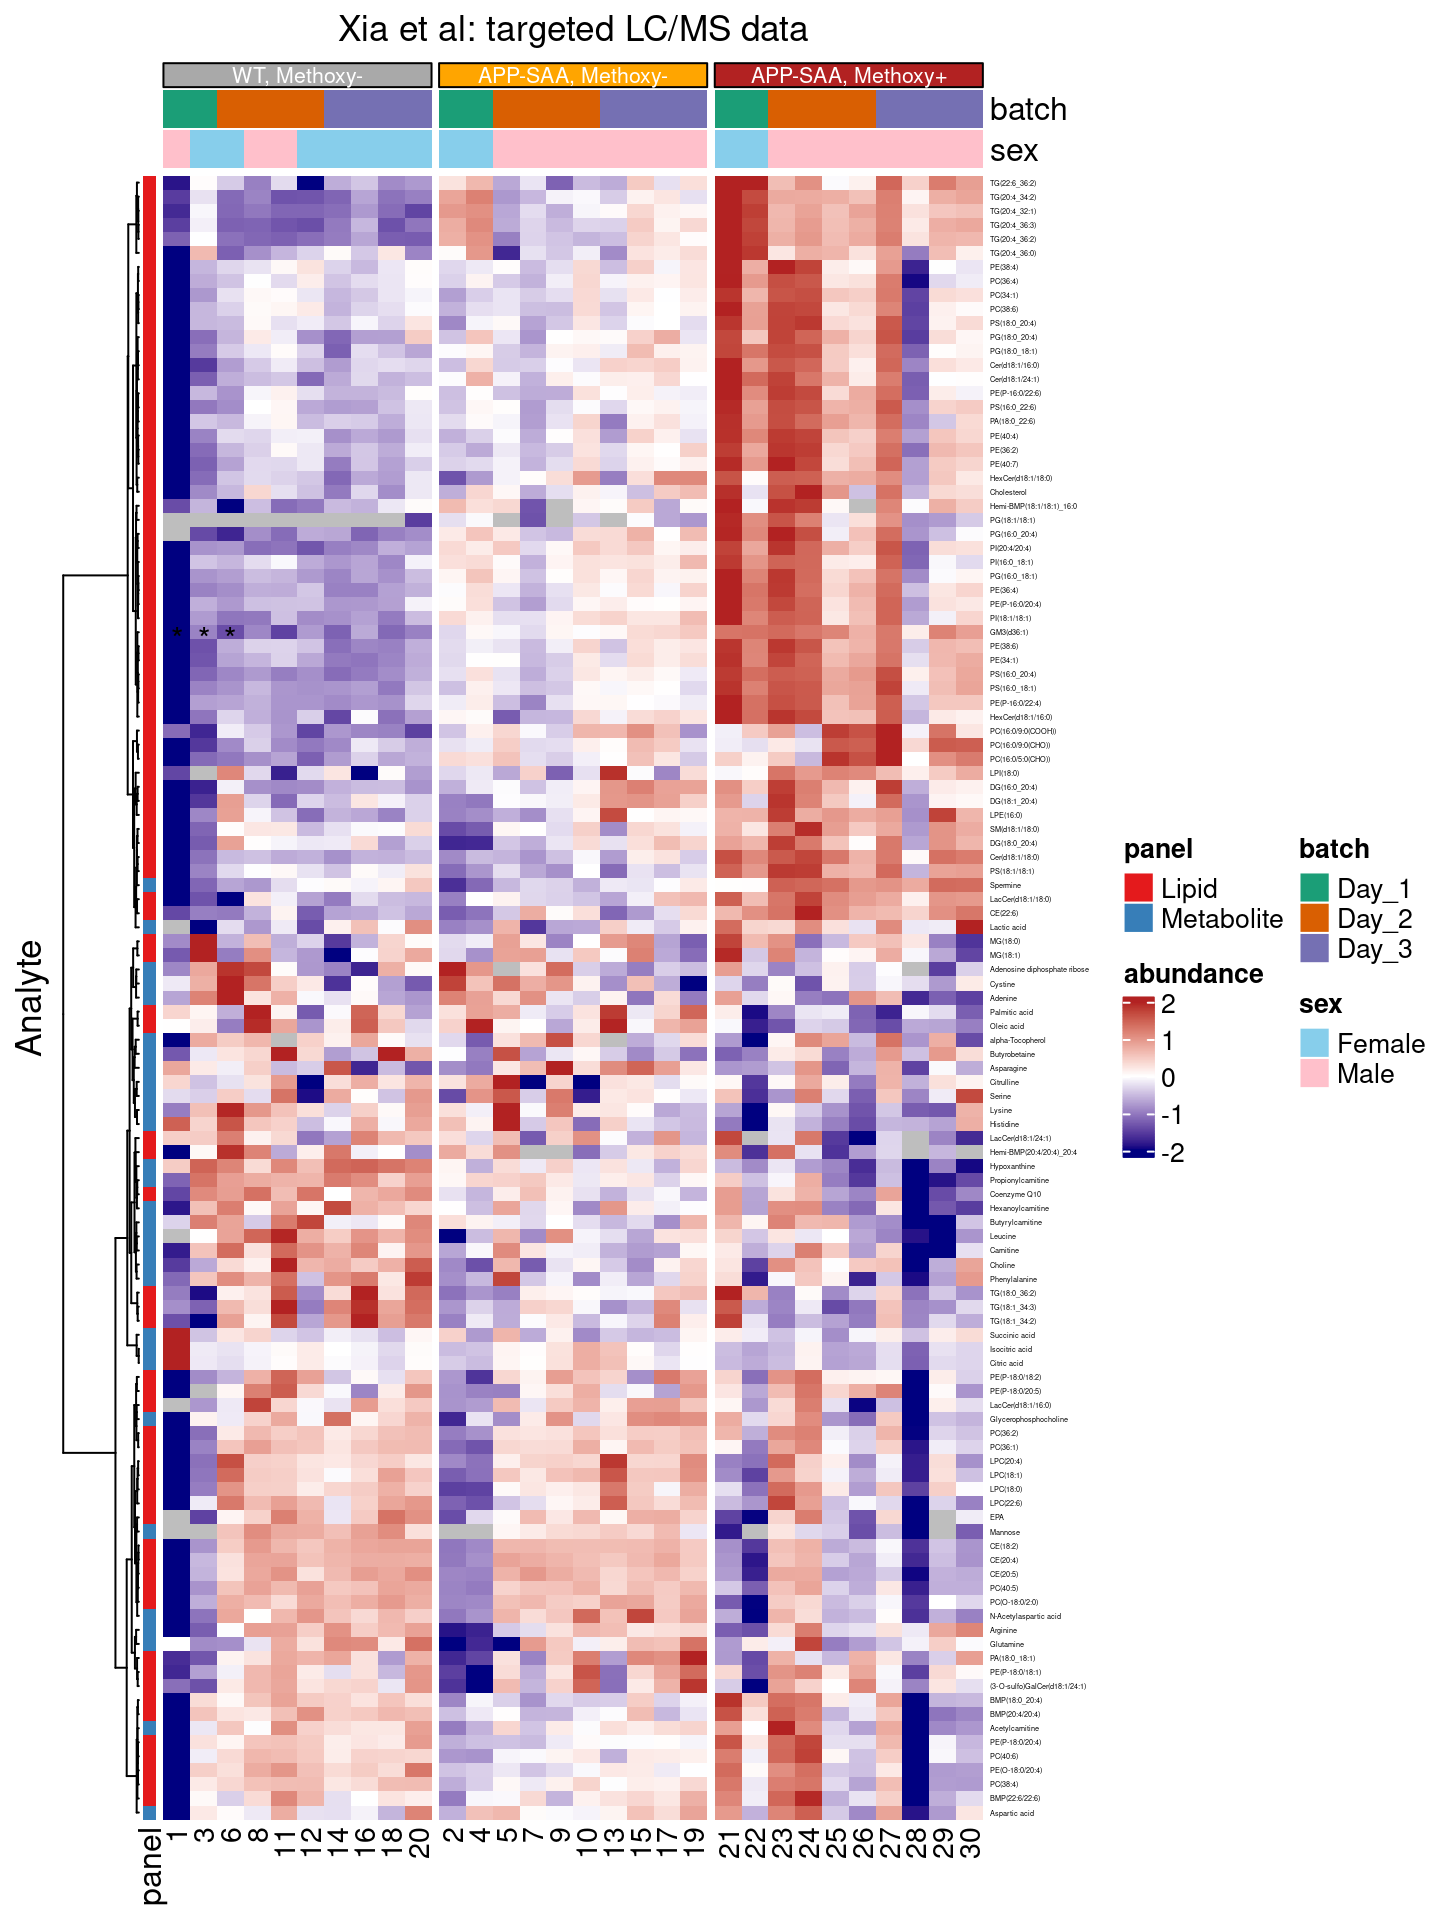 Xia et al: targeted LC/MS data
WT, Methoxy-
APP-SAA, Methoxy-
APP-SAA, Methoxy+
batch
sex
TG(22:6_36:2)
TG(20:4_34:2)
TG(20:4_32:1)
TG(20:4_36:3)
TG(20:4_36:2)
TG(20:4_36:0)
PE(38:4)
PC(36:4)
PC(34:1)
PC(38:6)
PS(18:0_20:4)
PG(18:0_20:4)
PG(18:0_18:1)
Cer(d18:1/16:0)
Cer(d18:1/24:1)
PE(P-16:0/22:6)
PS(16:0_22:6)
PA(18:0_22:6)
PE(40:4)
PE(36:2)
PE(40:7)
HexCer(d18:1/18:0)
Cholesterol
Hemi-BMP(18:1/18:1)_16:0
PG(18:1/18:1)
PG(16:0_20:4)
PI(20:4/20:4)
PI(16:0_18:1)
PG(16:0_18:1)
PE(36:4)
PE(P-16:0/20:4)
PI(18:1/18:1)
* * *
GM3(d36:1)
PE(38:6)
PE(34:1)
PS(16:0_20:4)
PS(16:0_18:1)
PE(P-16:0/22:4)
HexCer(d18:1/16:0)
PC(16:0/9:0(COOH))
PC(16:0/9:0(CHO))
PC(16:0/5:0(CHO))
LPI(18:0)
DG(16:0_20:4)
DG(18:1_20:4)
LPE(16:0)
SM(d18:1/18:0)
DG(18:0_20:4)
Cer(d18:1/18:0)
PS(18:1/18:1)
Spermine
LacCer(d18:1/18:0)
CE(22:6)
Lactic acid
MG(18:0)
MG(18:1)
Adenosine diphosphate ribose
Cystine
Adenine
Palmitic acid
Oleic acid
alpha-Tocopherol
Butyrobetaine
Asparagine
Citrulline
Serine
Lysine
Histidine
LacCer(d18:1/24:1)
Hemi-BMP(20:4/20:4)_20:4
Hypoxanthine
Propionylcarnitine
Coenzyme Q10
Hexanoylcarnitine
Butyrylcarnitine
Leucine
Carnitine
Choline
Phenylalanine
TG(18:0_36:2)
TG(18:1_34:3)
TG(18:1_34:2)
Succinic acid
Isocitric acid
Citric acid
PE(P-18:0/18:2)
PE(P-18:0/20:5)
LacCer(d18:1/16:0)
Glycerophosphocholine
PC(36:2)
PC(36:1)
LPC(20:4)
LPC(18:1)
LPC(18:0)
LPC(22:6)
EPA
Mannose
CE(18:2)
CE(20:4)
CE(20:5)
PC(40:5)
PC(O-18:0/2:0)
N-Acetylaspartic acid
Arginine
Glutamine
PA(18:0_18:1)
PE(P-18:0/18:1)
(3-O-sulfo)GalCer(d18:1/24:1)
BMP(18:0_20:4)
BMP(20:4/20:4)
Acetylcarnitine
PE(P-18:0/20:4)
PC(40:6)
PE(O-18:0/20:4)
PC(38:4)
BMP(22:6/22:6)
Aspartic acid
Analyte
panel
1 3 6 8 11 12 14 16 18 20 2 4 5 7 9 10 13 15 17 19 21 22 23 24 25 26 27 28 29 30
panel
Lipid
Metabolite
abundance
2
1
0
-1
-2
batch
Day_1
Day_2
Day_3
sex
Female
Male